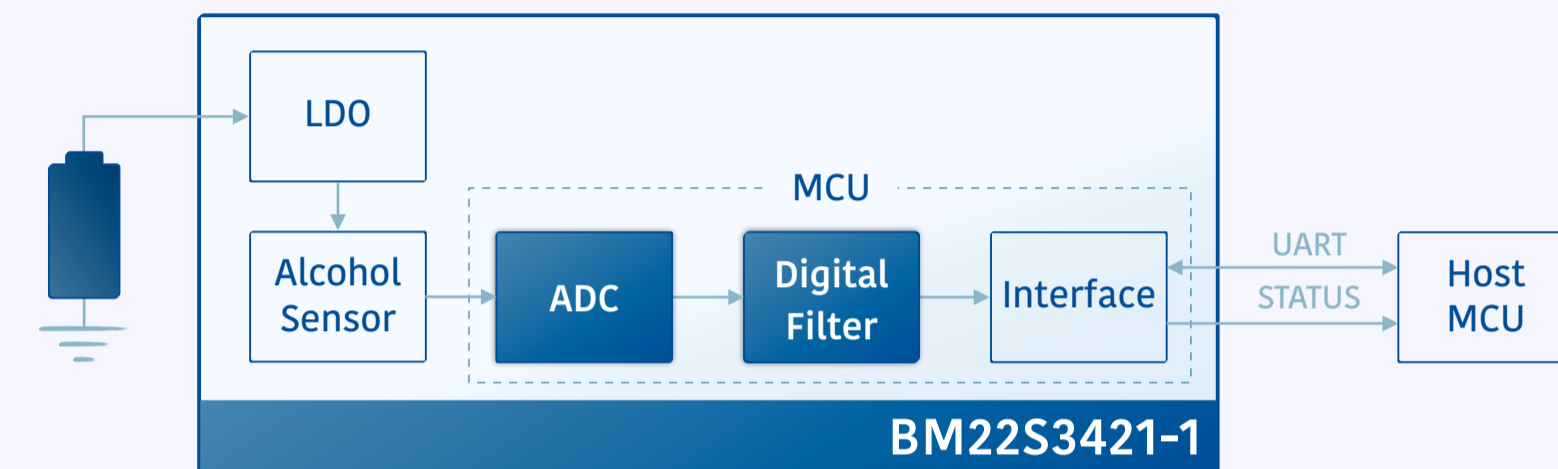 LDO
MCU
Alcohol
Sensor
ADC
Digital
Filter
Interface
UART
STATUS
Host
MCU
BM22S3421-1